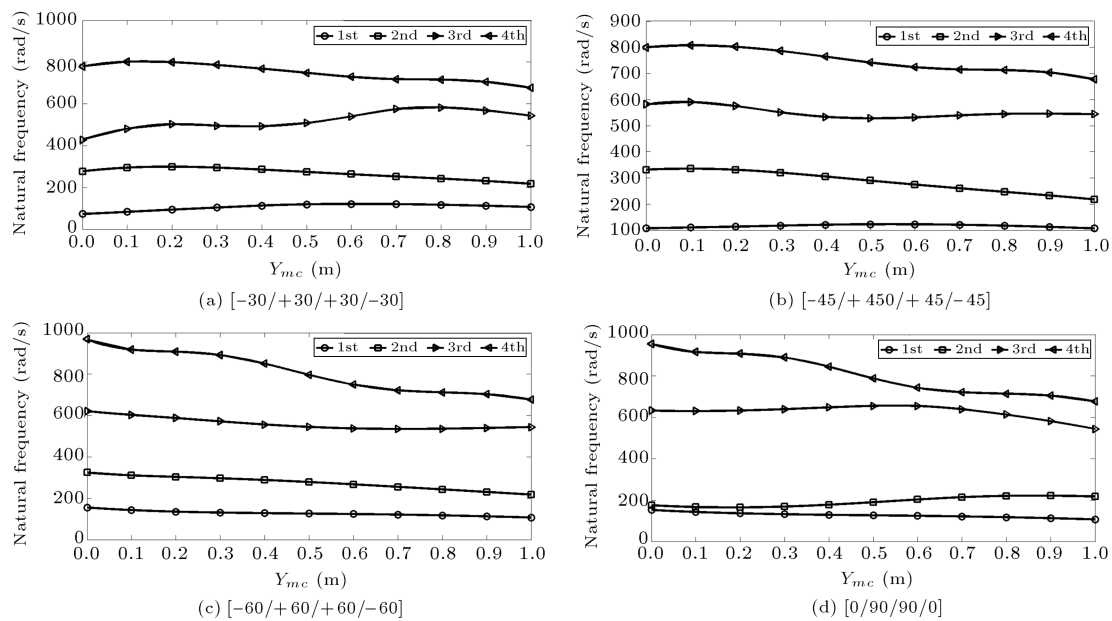 Natural frequency (rad/s)
1000
800
600
400
200
0
1st 2nd 3rd 4th
0.0 0.1 0.2 0.3 0.4 0.5 0.6 0.7 0.8 0.9 1.0
Ymc (m)
(a) [−30/+30/+30/−30]
Natural frequency (rad/s)
900
800
700
600
500
400
300
200
100
1st 2nd 3rd 4th
0.0 0.1 0.2 0.3 0.4 0.5 0.6 0.7 0.8 0.9 1.0
Ymc (m)
(b) [−45/+ 450/+ 45/−45]
Natural frequency (rad/s)
1000
800
600
400
200
0
1st 2nd 3rd 4th
0.0 0.1 0.2 0.3 0.4 0.5 0.6 0.7 0.8 0.9 1.0
Ymc (m)
(c) [−60/+60/+60/−60]
Natural frequency (rad/s)
1000
800
600
400
200
0
1st 2nd 3rd 4th
0.0 0.1 0.2 0.3 0.4 0.5 0.6 0.7 0.8 0.9 1.0
Ymc (m)
(d) [0/90/90/0]